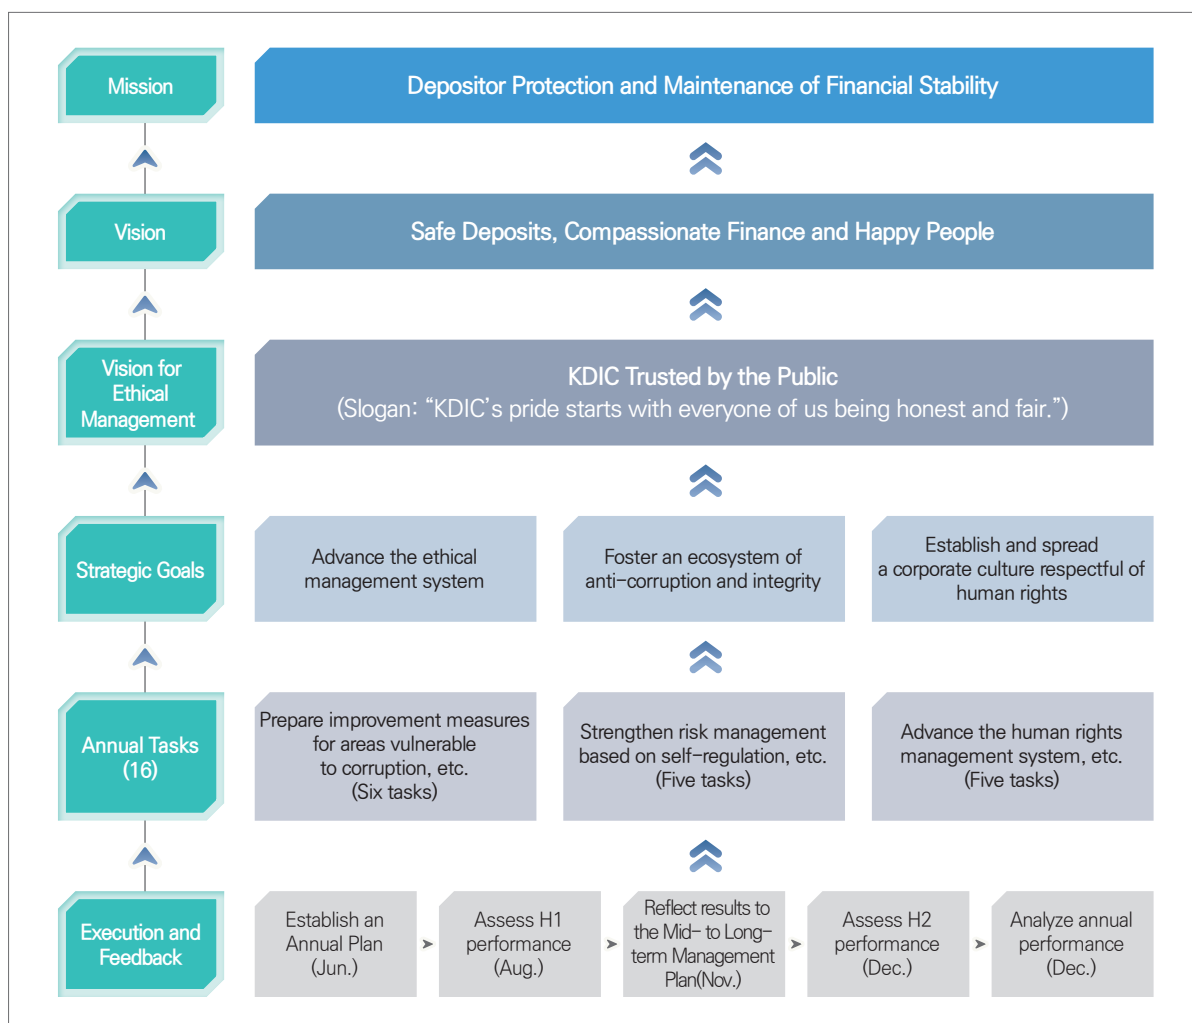 Mission
Depositor Protection and Maintenance of Financial Stability
Vision
Safe Deposits, Compassionate Finance and Happy People
Vision for
Ethical
Management
KDIC Trusted by the Public
(Slogan: “KDIC’s pride starts with everyone of us being honest and fair.”)
Strategic Goals
Advance the ethical
management system
Foster an ecosystem of
anti-corruption and integrity
Establish and spread
a corporate culture respectful of
human rights
Annual Tasks
(16)
Prepare improvement measures
for areas vulnerable
to corruption, etc.
(Six tasks)
Strengthen risk management
based on self-regulation, etc.
(Five tasks)
Advance the human rights
management system, etc.
(Five tasks)
Execution and
Feedback
Establish an
Annual Plan
(Jun.)
Assess H1
performance
(Aug.)
Reflect results to
the Mid- to Long-
term Management
Plan(Nov.)
Assess H2
performance
(Dec.)
Analyze annual
performance
(Dec.)